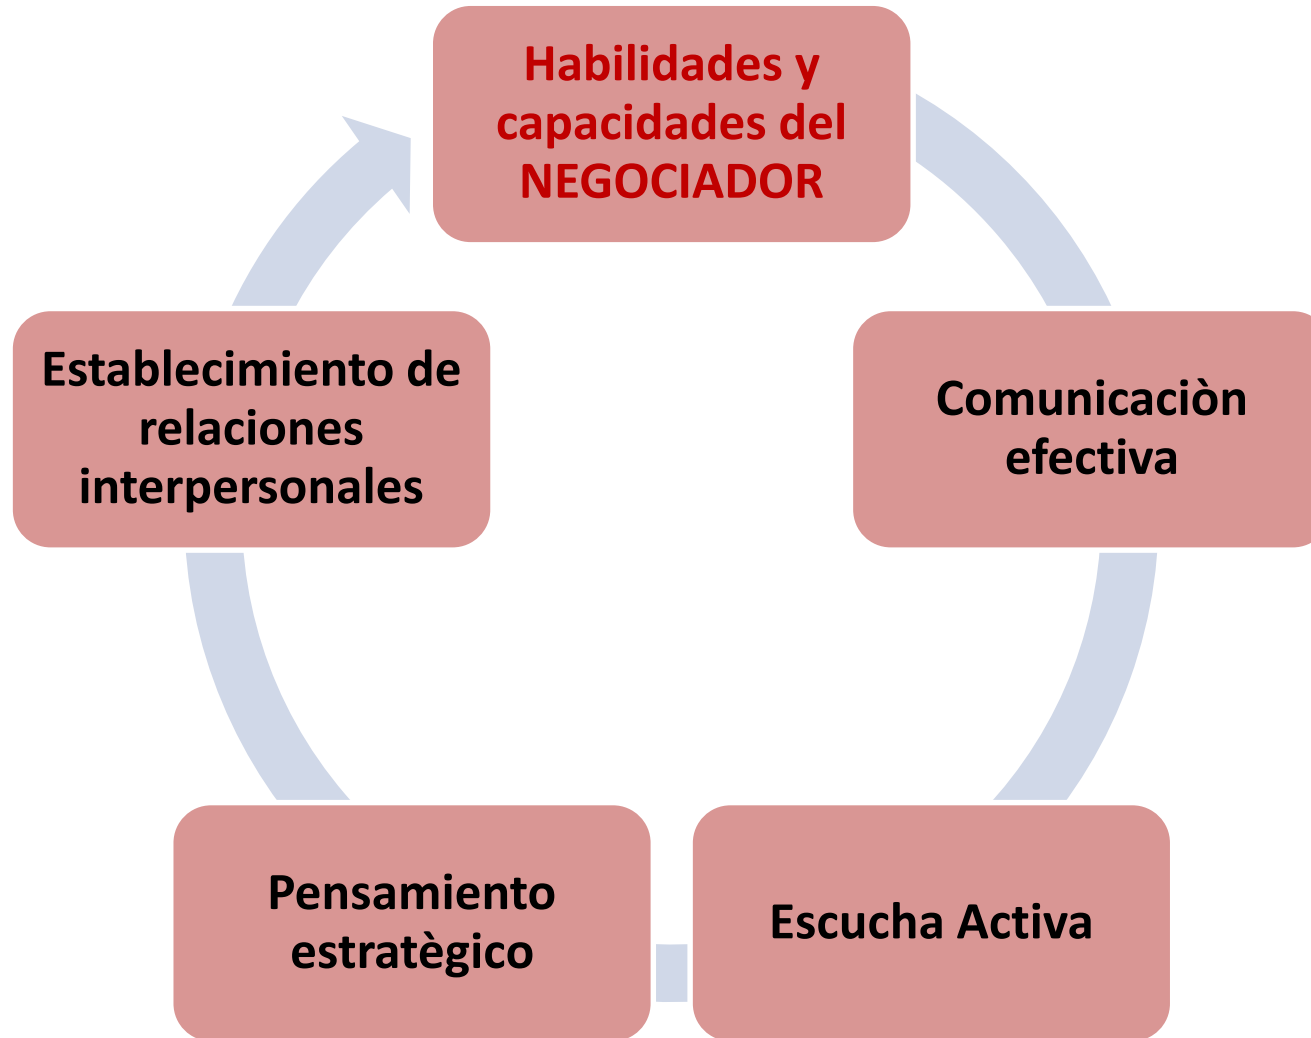 Habilidades y
capacidades del
NEGOCIADOR
Comunicaciòn
efectiva
Escucha Activa
Pensamiento
estratègico
Establecimiento de
relaciones
interpersonales